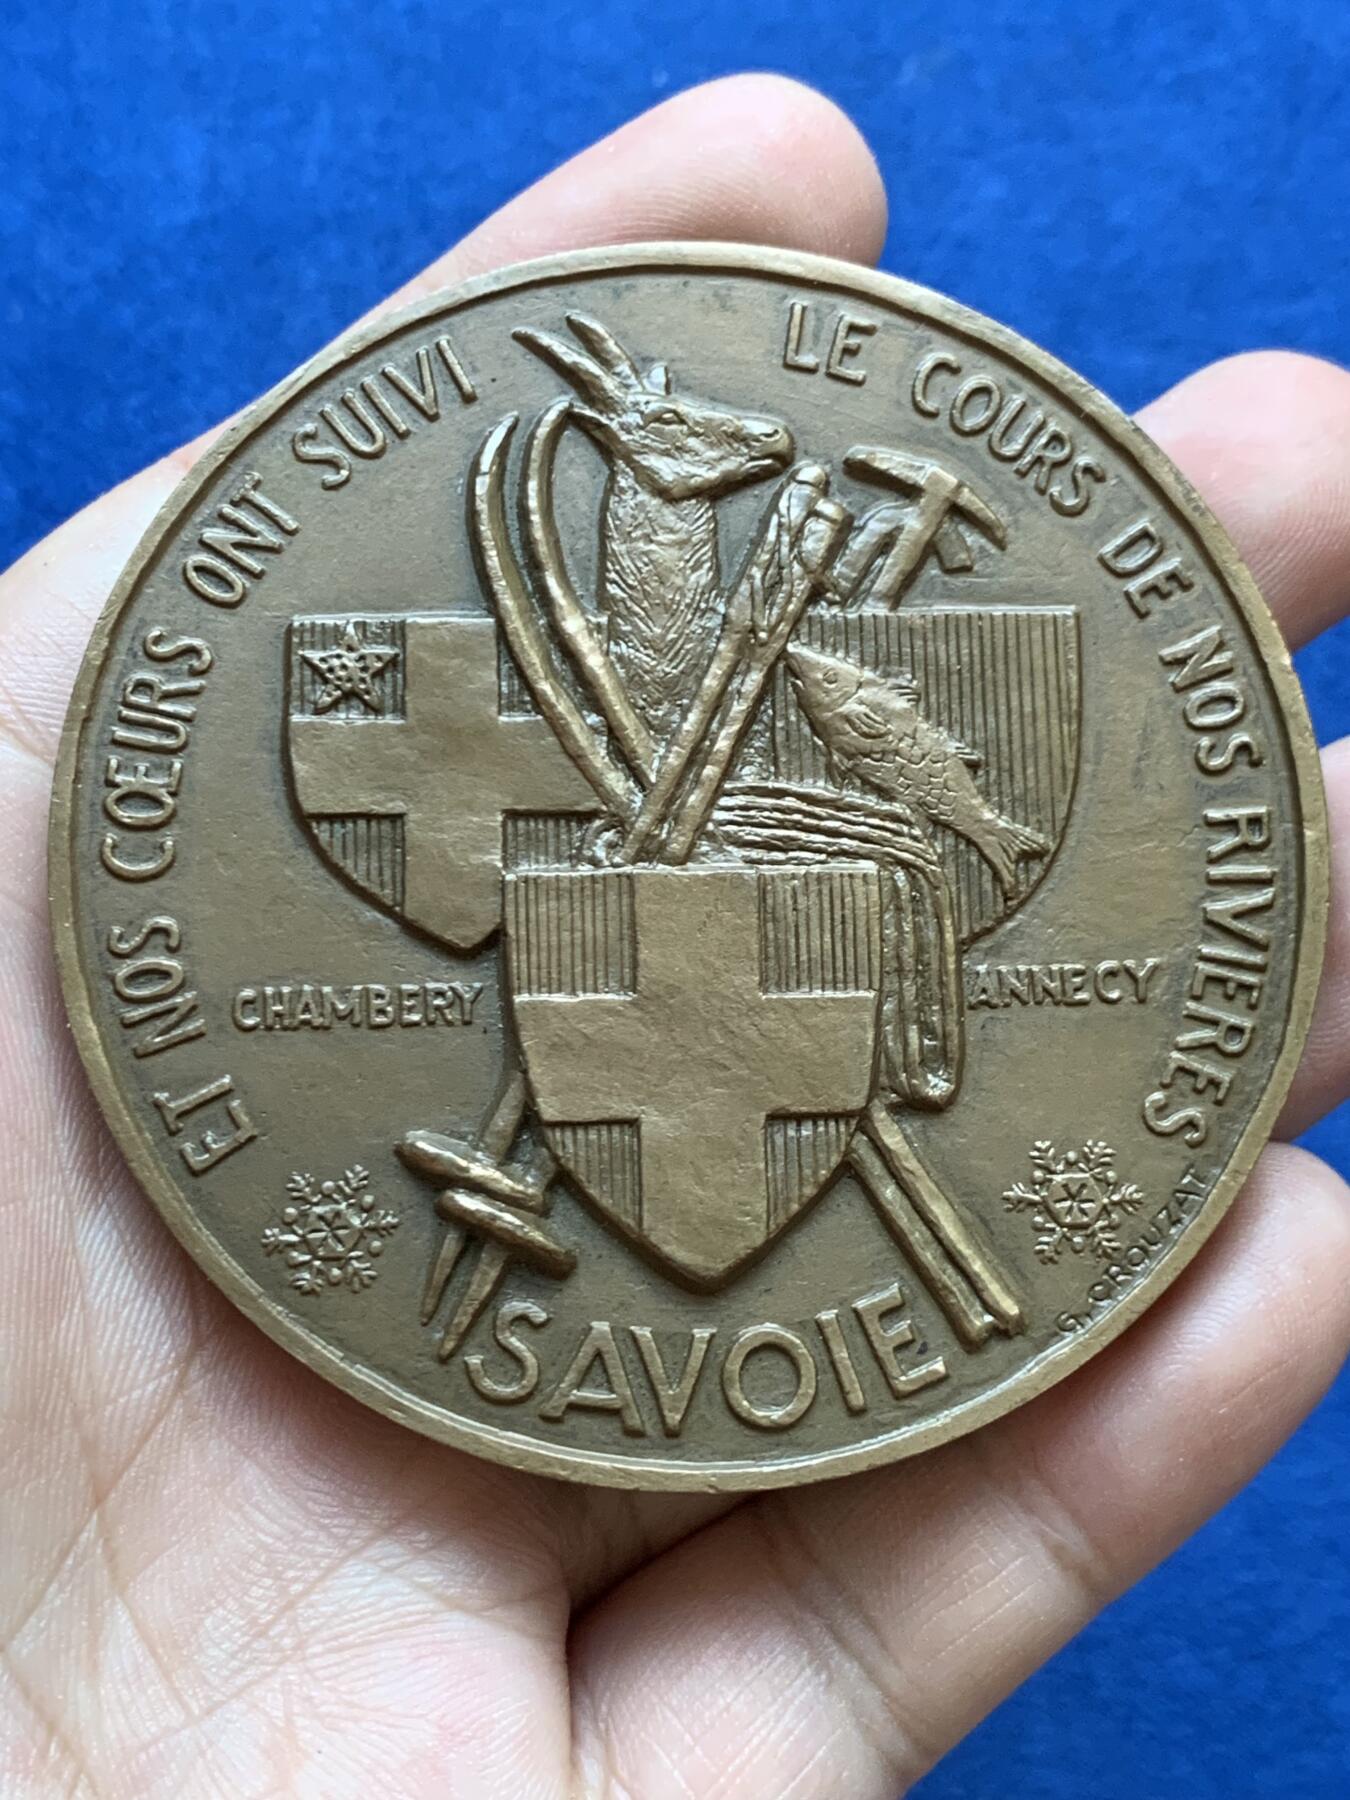 ET NOS CŒURS ONT SUIVI LE COURS DE NOS RIVIERES
CHAMBERY
ANNECY
SAVOIE
G. CROUZAT